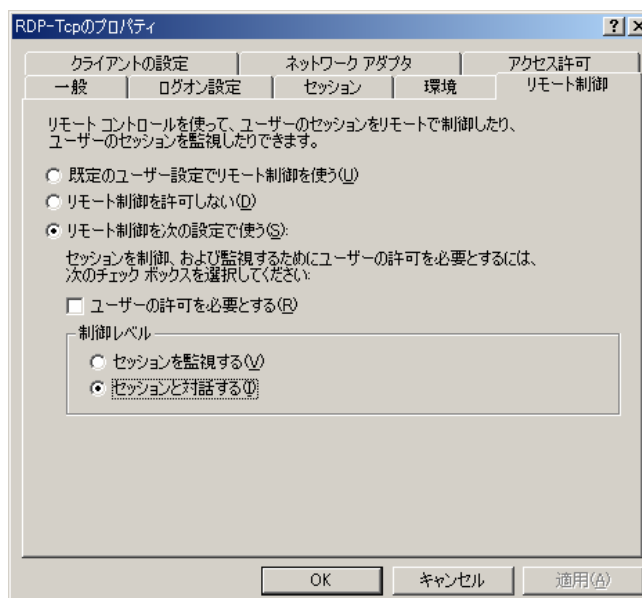 RDP-Tcpのプロパティ
クライアントの設定 ネットワーク アダプタ アクセス許可
一般 ログオン設定 セッション 環境 リモート制御
リモート コントロールを使って、ユーザーのセッションをリモートで制御したり、
ユーザーのセッションを監視したりできます。
既定のユーザー設定でリモート制御を使う(U)
リモート制御を許可しない(D)
リモート制御を次の設定で使う(S):
セッションを制御、および監視するためにユーザーの許可を必要とするには、
次のチェック ボックスを選択してください:
ユーザーの許可を必要とする(R)
制御レベル
セッションを監視する(V)
セッションと対話する(I)
OK キャンセル 適用(A)